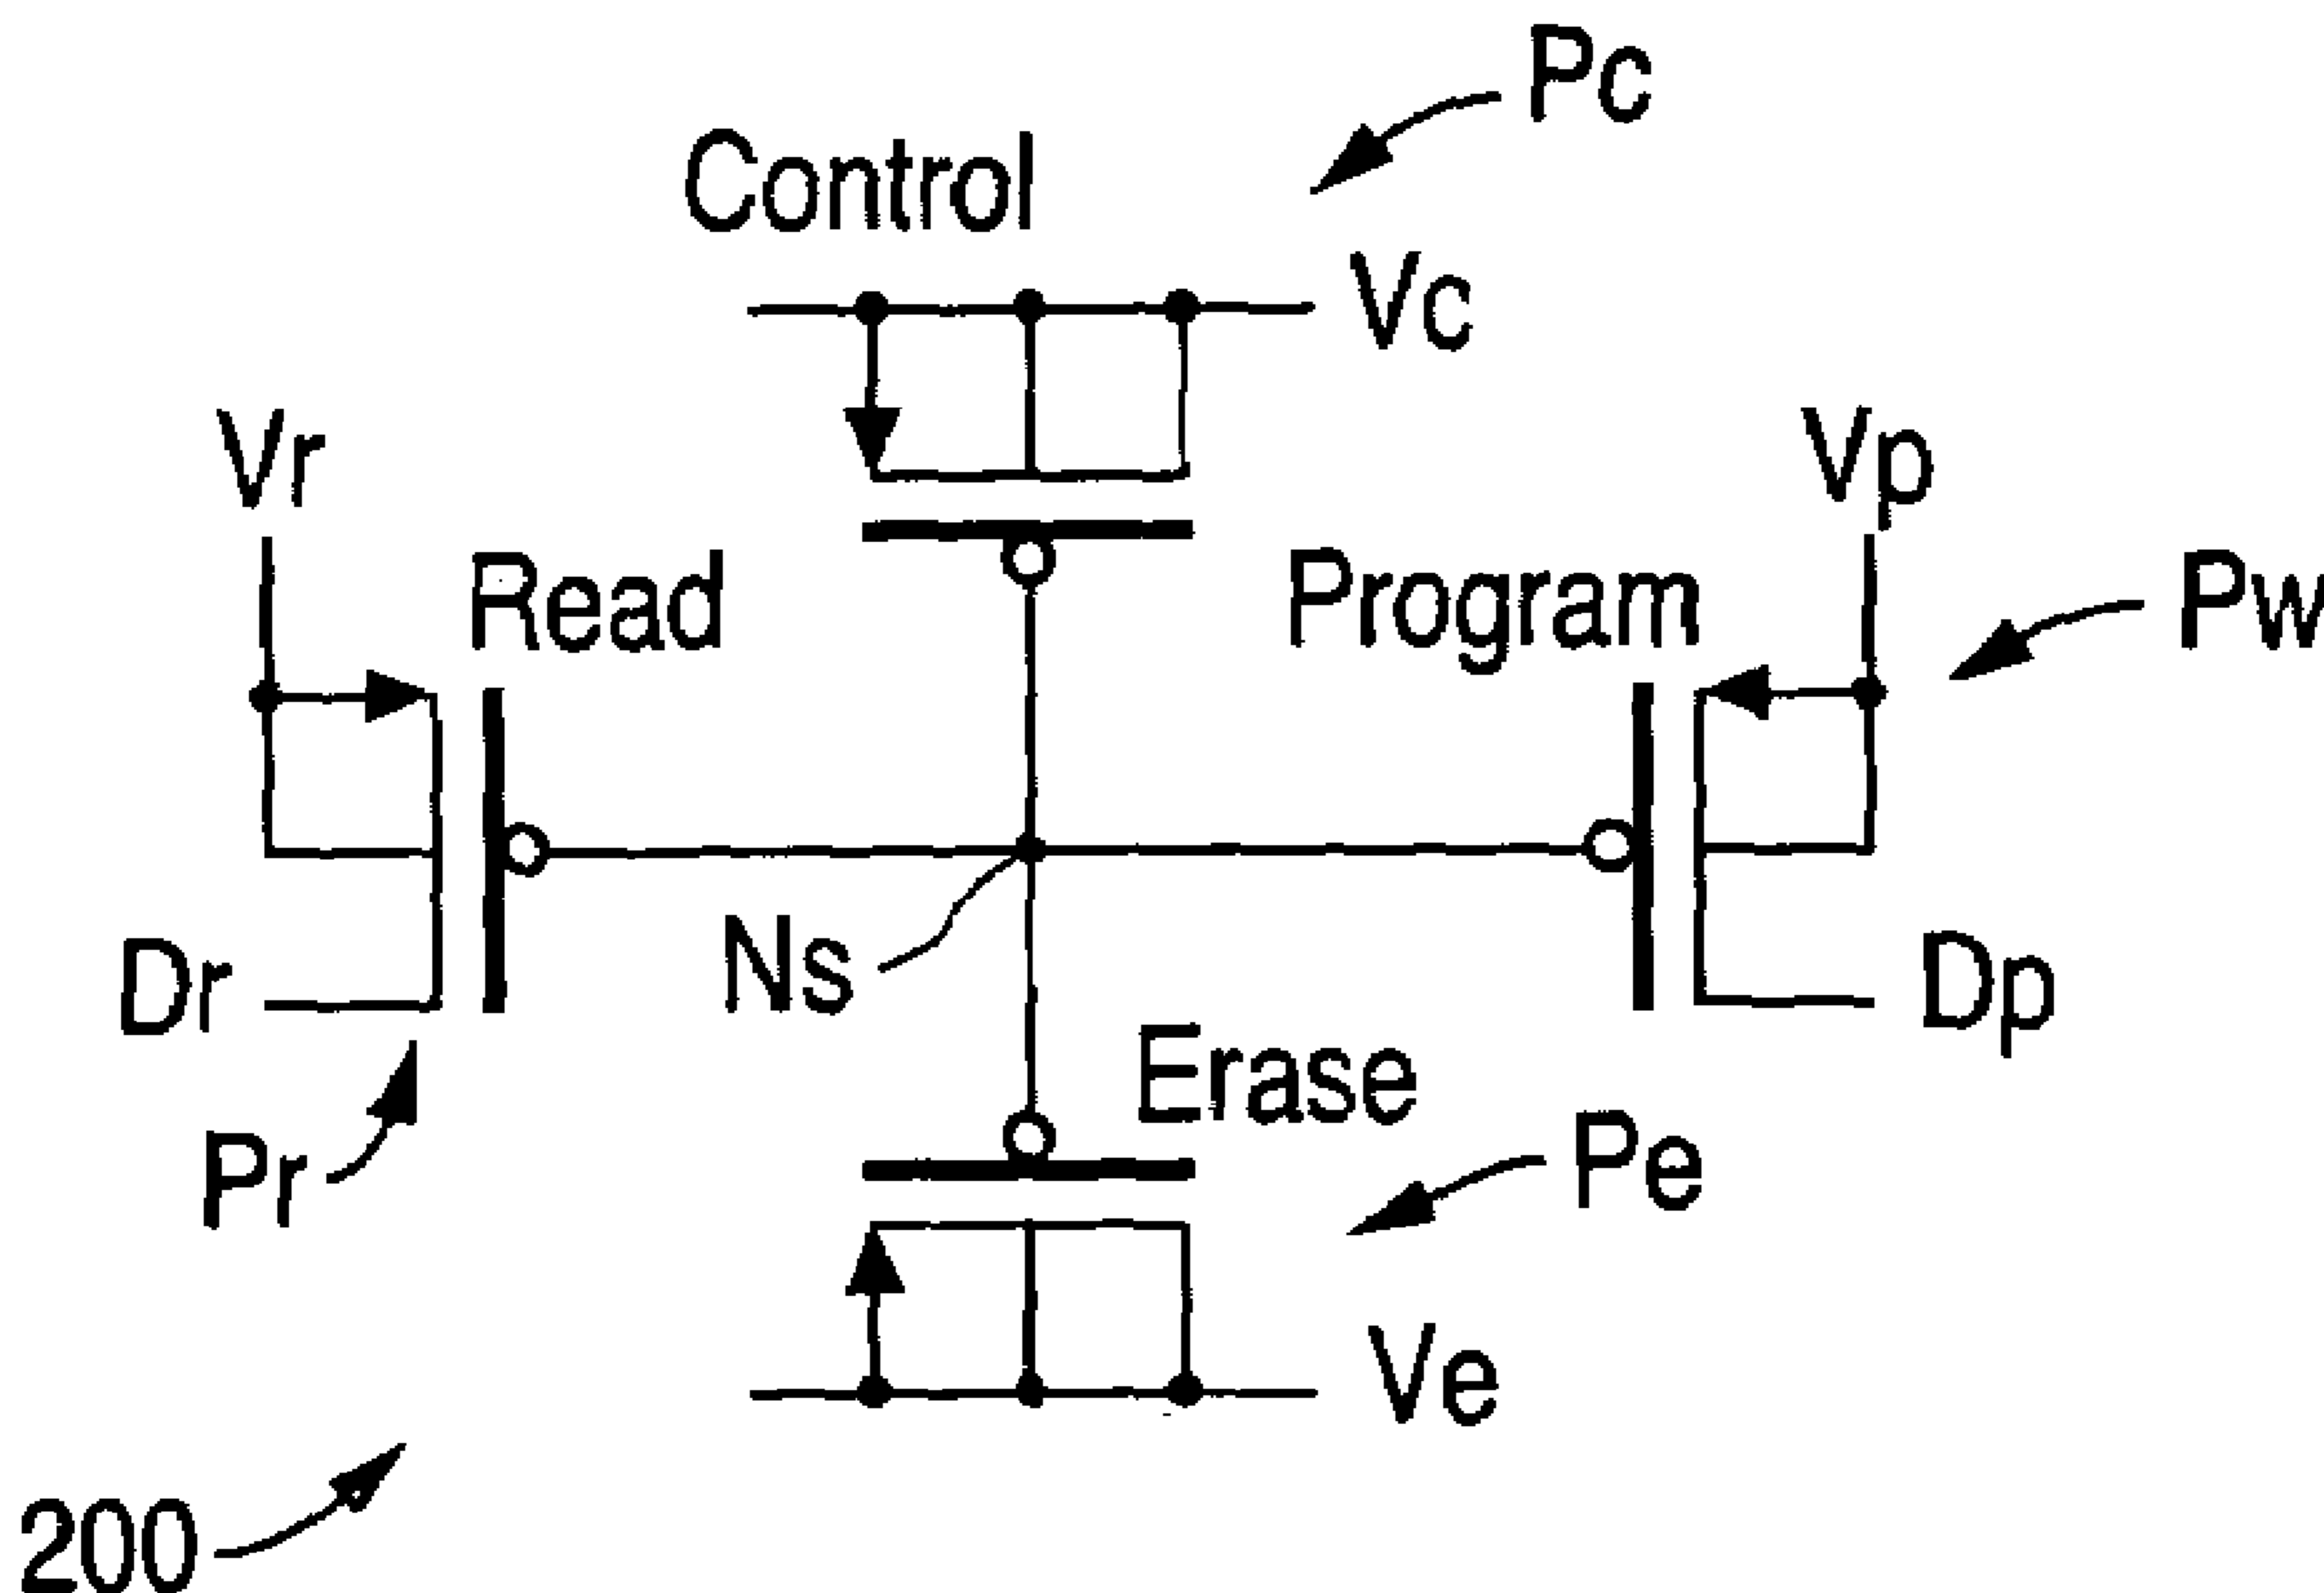 Pc
Control
Vc
Vr
Vp
Read
Program
Pw
Ns
Dr
Dp
Erase
Pr
Pe
Ve
200